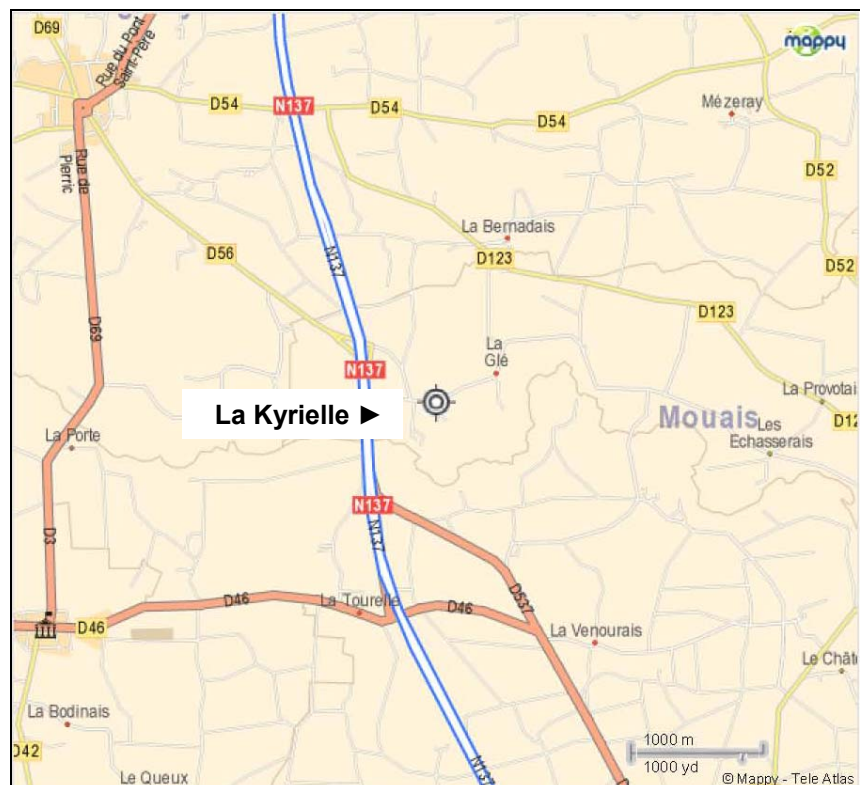 D69
Rue du Pont
Saint-Père
mappy
D54
N137
D54
D54
Mézeray
Rue de
Pierric
D52
La Bernadais
D56
N137
D123
D52
D69
D123
La
Glé
N137
La Provotai
La Kyrielle ►
Mouais
D12
La Porte
Les
Echasserais
N137
D3
N137
D46
D537
La Tourelle
D46
D46
La Venourais
Le Chât
La Bodinais
1000 m
D42
1000 yd
Le Queux
N137
D
© Mappy - Tele Atlas